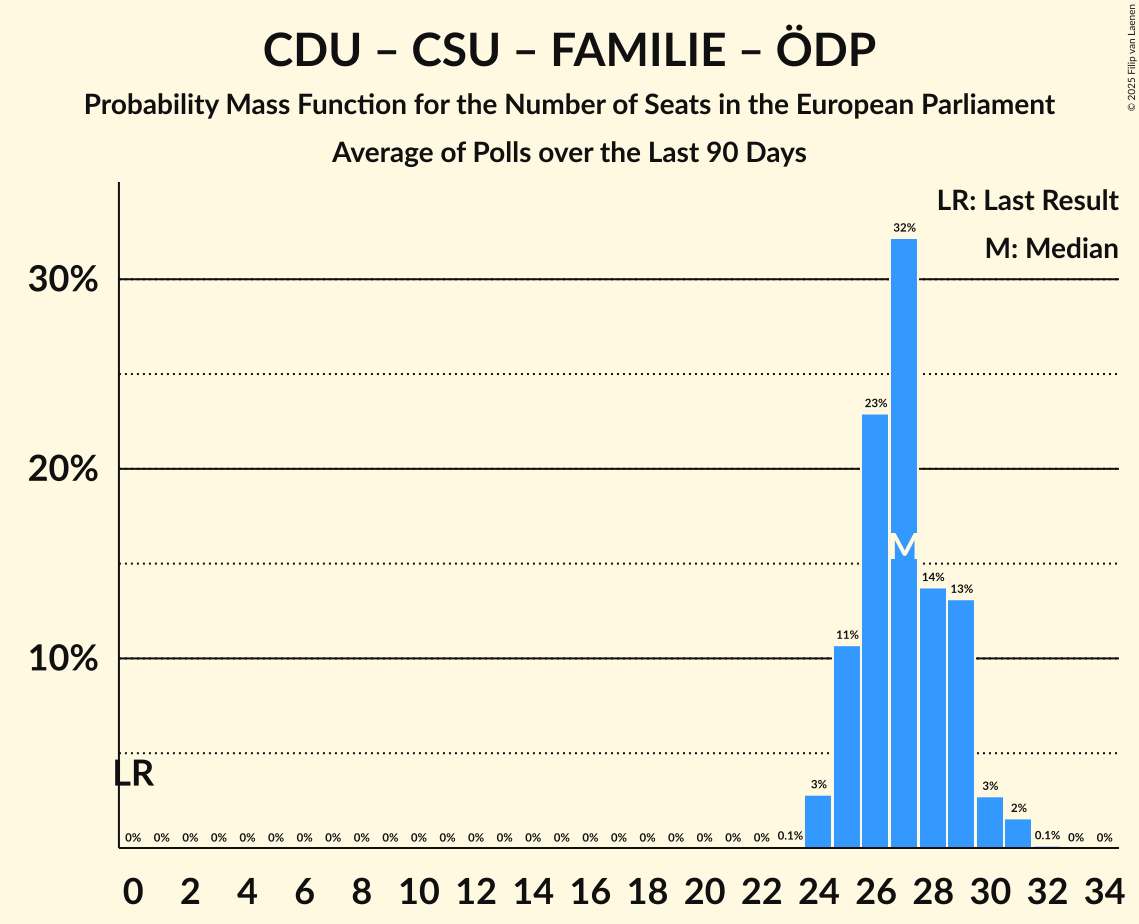 CDU – CSU – FAMILIE – ÖDP
Probability Mass Function for the Number of Seats in the European Parliament
Average of Polls over the Last 90 Days
© 2025 Filip van Laenen
LR: Last Result
M: Median
32%
30%
23%
20%
M
14%
13%
11%
10%
LR
3%
3%
2%
0% 0% 0% 0% 0% 0% 0% 0% 0% 0% 0% 0% 0% 0% 0% 0% 0% 0% 0% 0% 0% 0% 0% 0.1% 0.1% 0% 0%
0 2 4 6 8 10 12 14 16 18 20 22 24 26 28 30 32 34